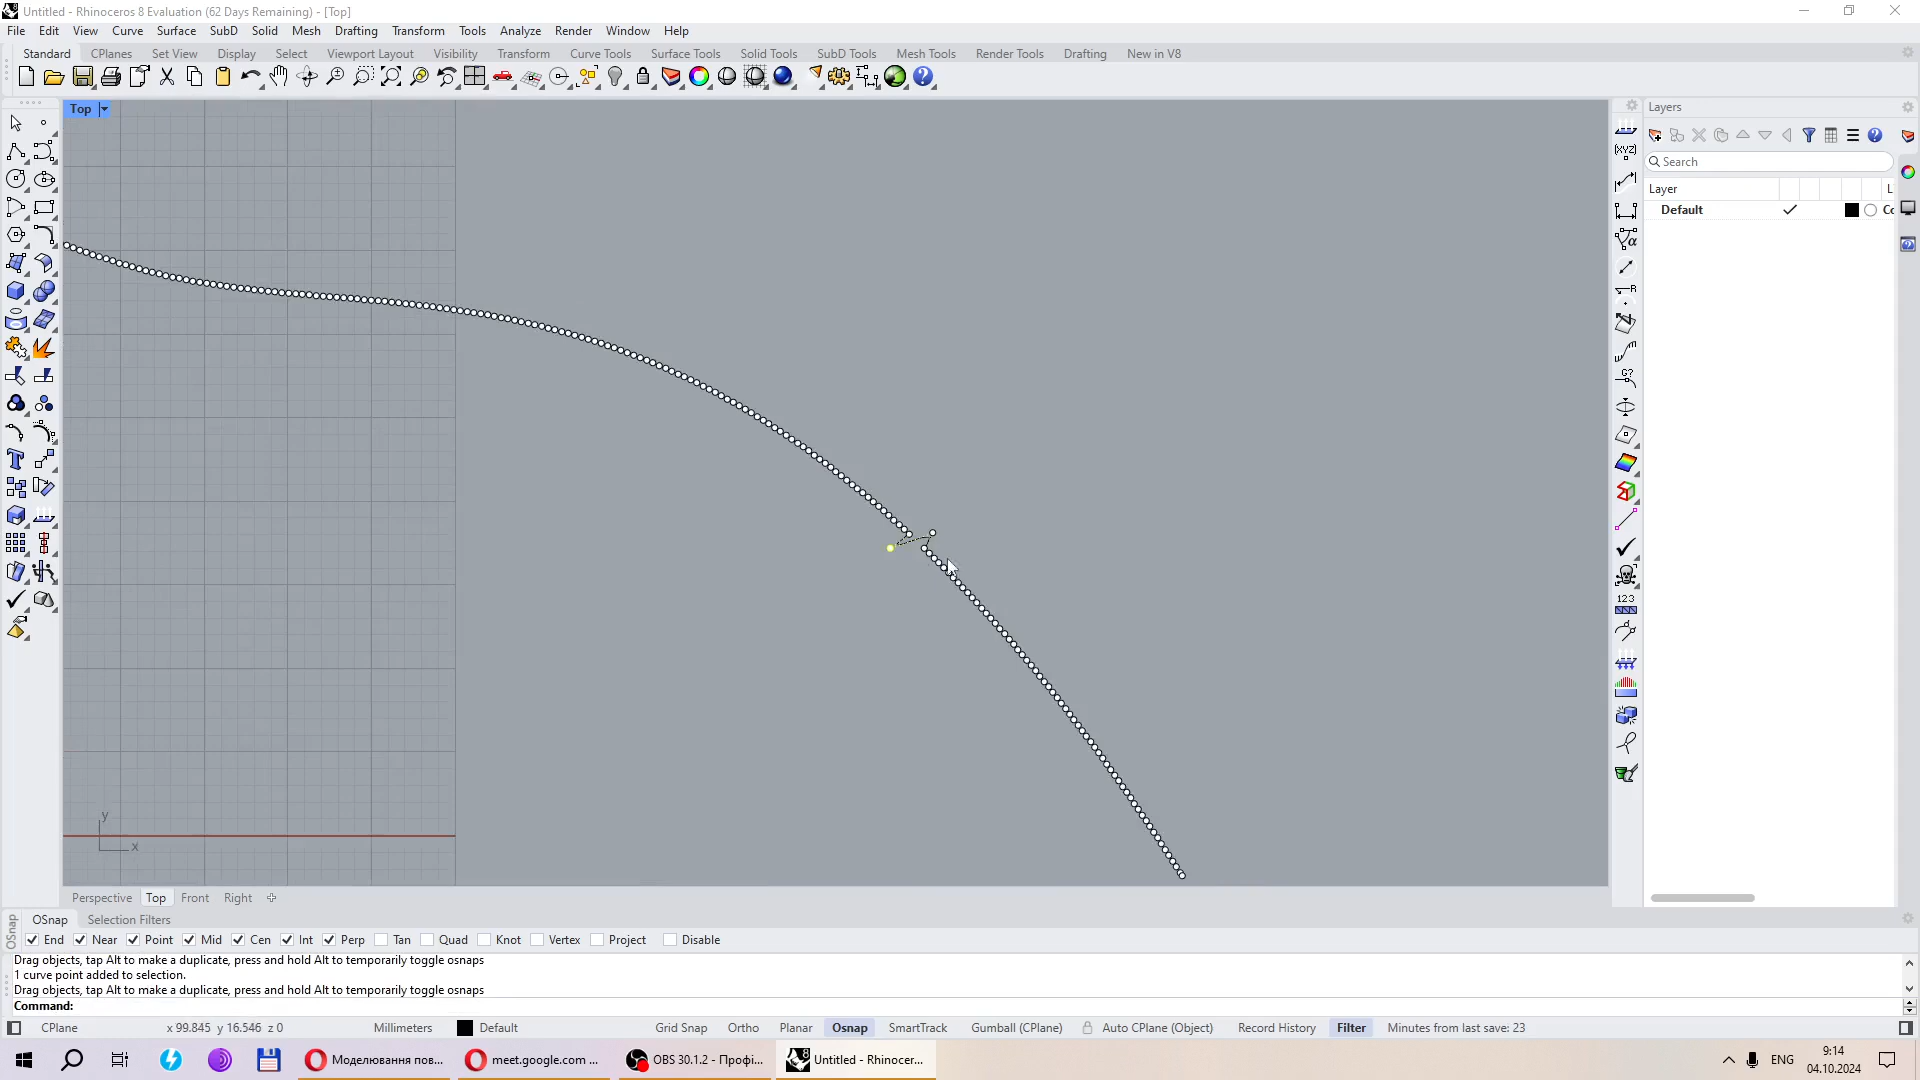 Untitled - Rhinoceros 8 Evaluation (62 Days Remaining) - [Top]
File Edit View Curve Surface SubD Solid Mesh Drafting Transform Tools Analyze Render Window Help
Standard CPlanes Set View Display Select Viewport Layout Visibility Transform Curve Tools Surface Tools Solid Tools SubD Tools Mesh Tools Render Tools Drafting New in V8
Top
Layers
Search
Layer L
Default Co
y
x
Perspective Top Front Right
OSnap
OSnap Selection Filters
End Near Point Mid Cen Int Perp Tan Quad Knot Vertex Project Disable
Drag objects, tap Alt to make a duplicate, press and hold Alt to temporarily toggle osnaps
1 curve point added to selection.
Drag objects, tap Alt to make a duplicate, press and hold Alt to temporarily toggle osnaps
Command:
CPlane x 99.845 y 16.546 z 0 Millimeters Default Grid Snap Ortho Planar Osnap SmartTrack Gumball (CPlane) Auto CPlane (Object) Record History Filter Minutes from last save: 23
Моделювання пов... meet.google.com ... OBS 30.1.2 - Профі... Untitled - Rhinocer... ENG 9:14
04.10.2024